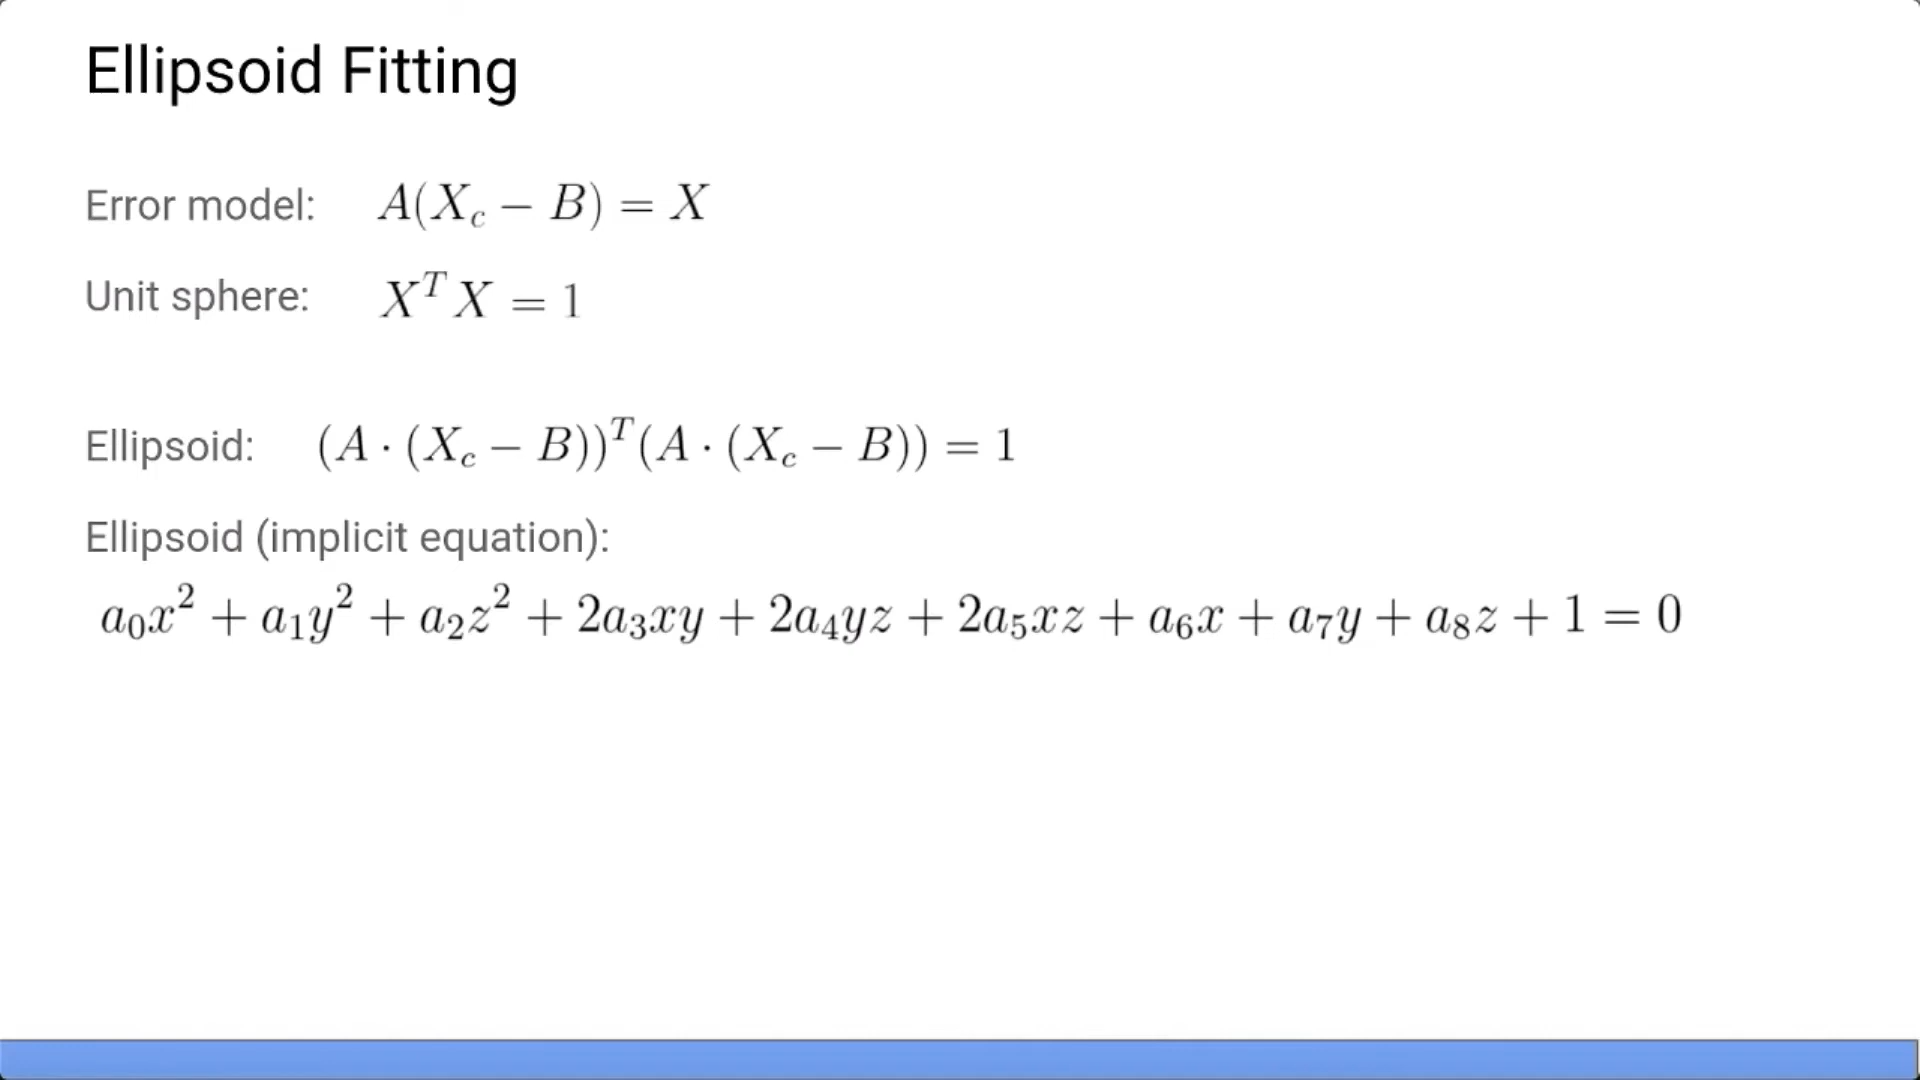 Ellipsoid Fitting
Error model: A(X_c − B) = X
Unit sphere: X^T X = 1
Ellipsoid: (A · (X_c − B))^T (A · (X_c − B)) = 1
Ellipsoid (implicit equation):
a_0x^2 + a_1y^2 + a_2z^2 + 2a_3xy + 2a_4yz + 2a_5xz + a_6x + a_7y + a_8z + 1 = 0